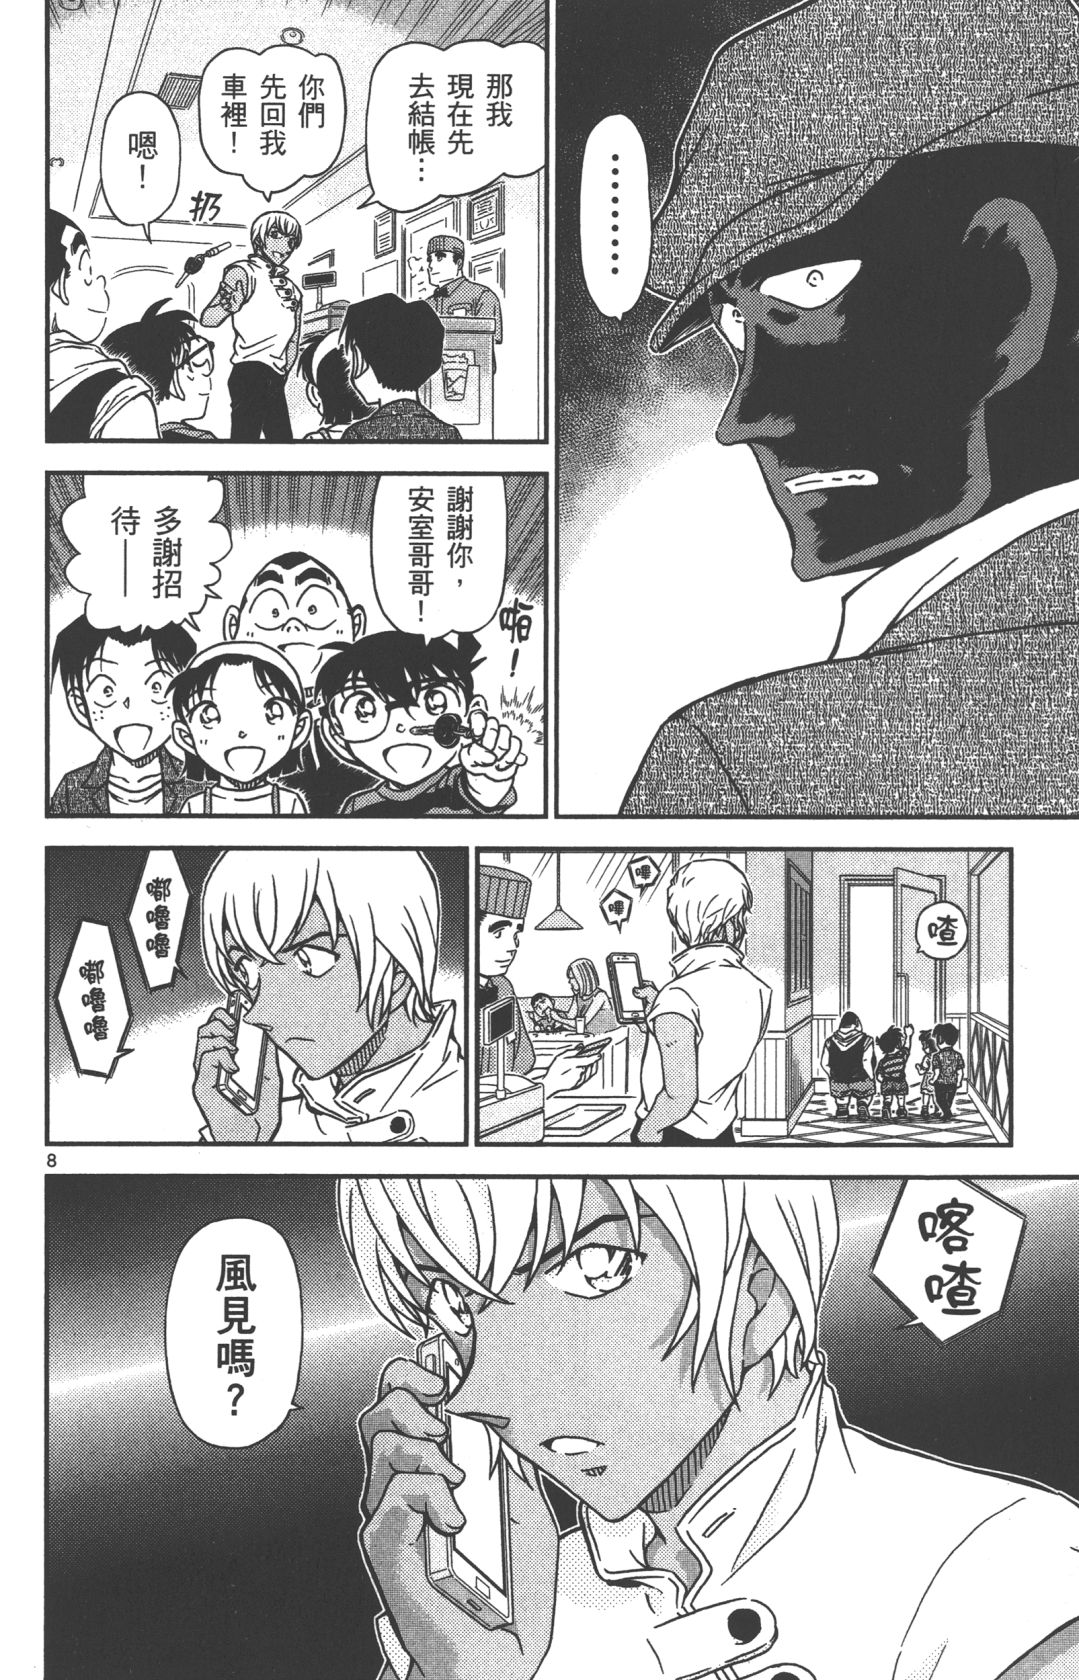 ………
那我
現在先
去結帳…
你們
先回我
車裡！
嗯！
扔
謝謝你，
安室哥哥！
啪！
多謝招
待——
喳
嗶
嗶
嘟嚕嚕
嘟嚕嚕
8
喀喳
風見嗎？